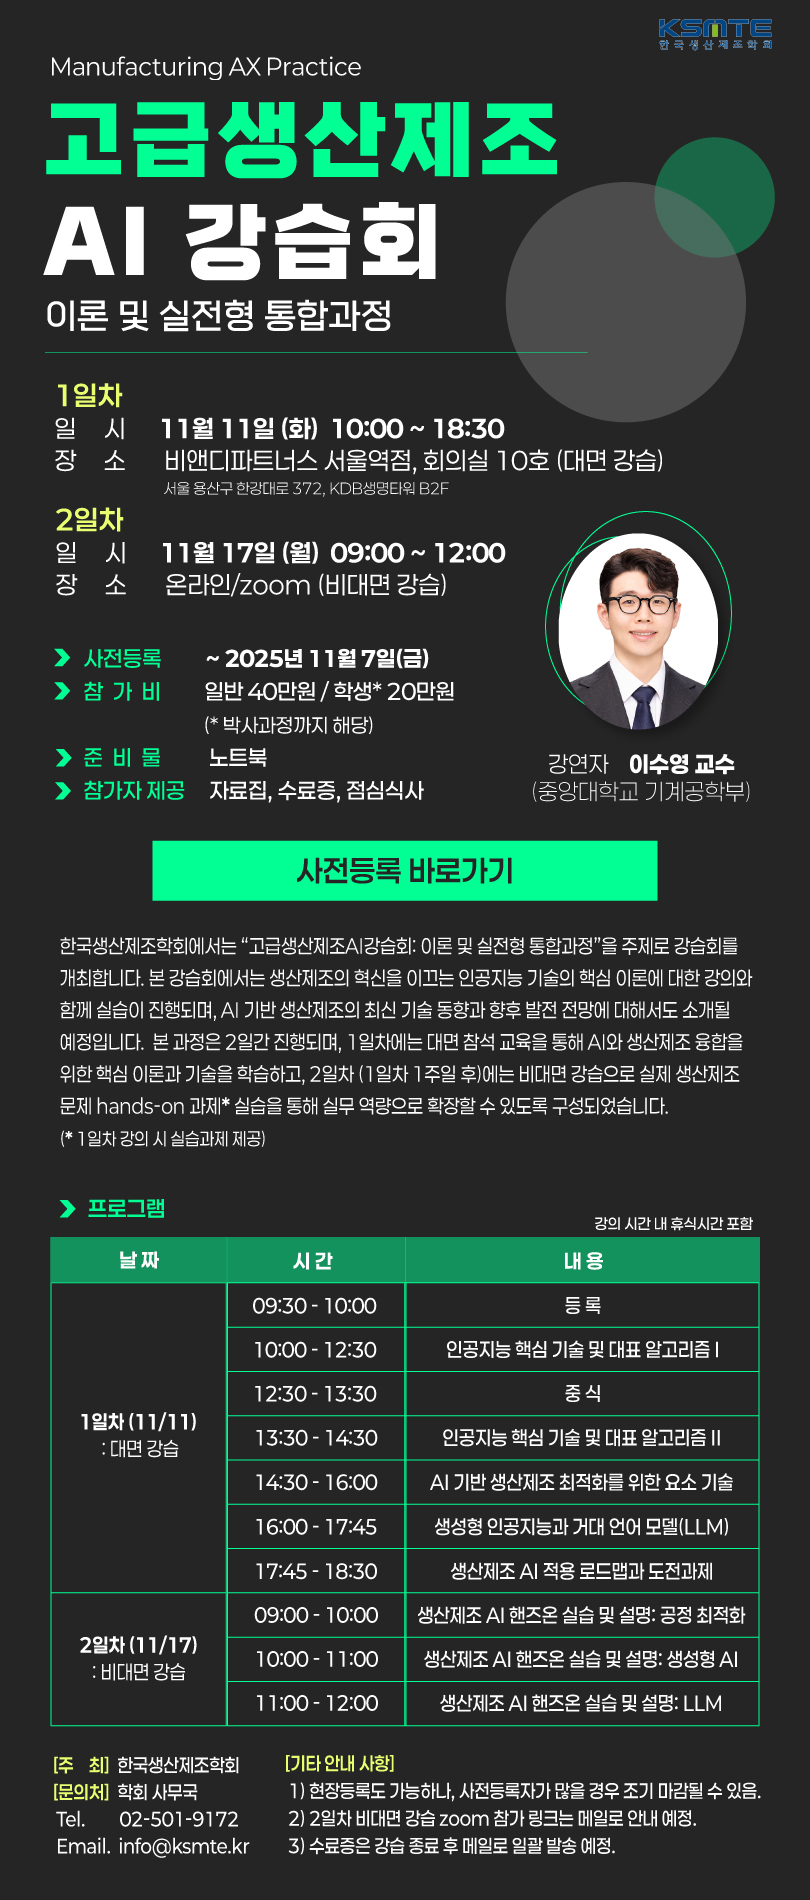 KSMTE
한국생산제조학회
Manufacturing AX Practice
고급생산제조
AI 강습회
이론 및 실전형 통합과정
1일차
일 시 11월 11일 (화) 10:00 ~ 18:30
장 소 비앤디파트너스 서울역점, 회의실 10호 (대면 강습)
서울 용산구 한강대로 372, KDB생명타워 B2F
2일차
일 시 11월 17일 (월) 09:00 ~ 12:00
장 소 온라인/zoom (비대면 강습)
사전등록 ~ 2025년 11월 7일(금)
참 가 비 일반 40만원 / 학생* 20만원
(* 박사과정까지 해당)
준 비 물 노트북
참가자 제공 자료집, 수료증, 점심식사
강연자 이수영 교수
(중앙대학교 기계공학부)
사전등록 바로가기
한국생산제조학회에서는 “고급생산제조AI강습회: 이론 및 실전형 통합과정”을 주제로 강습회를
개최합니다. 본 강습회에서는 생산제조의 혁신을 이끄는 인공지능 기술의 핵심 이론에 대한 강의와
함께 실습이 진행되며, AI 기반 생산제조의 최신 기술 동향과 향후 발전 전망에 대해서도 소개될
예정입니다. 본 과정은 2일간 진행되며, 1일차에는 대면 참석 교육을 통해 AI와 생산제조 융합을
위한 핵심 이론과 기술을 학습하고, 2일차 (1일차 1주일 후)에는 비대면 강습으로 실제 생산제조
문제 hands-on 과제* 실습을 통해 실무 역량으로 확장할 수 있도록 구성되었습니다.
(* 1일차 강의 시 실습과제 제공)
프로그램
강의 시간 내 휴식시간 포함
날 짜 시 간 내 용
09:30 - 10:00 등 록
10:00 - 12:30 인공지능 핵심 기술 및 대표 알고리즘 I
12:30 - 13:30 중 식
1일차 (11/11)
: 대면 강습
13:30 - 14:30 인공지능 핵심 기술 및 대표 알고리즘 II
14:30 - 16:00 AI 기반 생산제조 최적화를 위한 요소 기술
16:00 - 17:45 생성형 인공지능과 거대 언어 모델(LLM)
17:45 - 18:30 생산제조 AI 적용 로드맵과 도전과제
2일차 (11/17)
: 비대면 강습
09:00 - 10:00 생산제조 AI 핸즈온 실습 및 설명: 공정 최적화
10:00 - 11:00 생산제조 AI 핸즈온 실습 및 설명: 생성형 AI
11:00 - 12:00 생산제조 AI 핸즈온 실습 및 설명: LLM
[주 최] 한국생산제조학회
[문의처] 학회 사무국
Tel. 02-501-9172
Email. info@ksmte.kr
[기타 안내 사항]
1) 현장등록도 가능하나, 사전등록자가 많을 경우 조기 마감될 수 있음.
2) 2일차 비대면 강습 zoom 참가 링크는 메일로 안내 예정.
3) 수료증은 강습 종료 후 메일로 일괄 발송 예정.